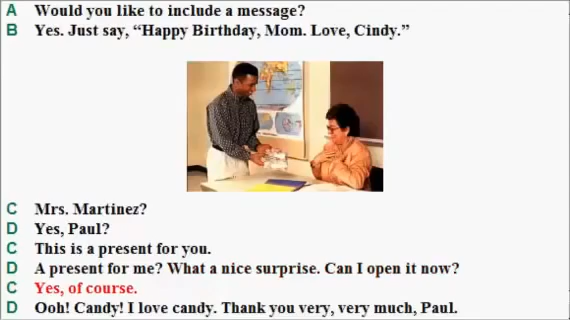 A Would you like to include a message?
B Yes. Just say, “Happy Birthday, Mom. Love, Cindy.”
C Mrs. Martinez?
D Yes, Paul?
C This is a present for you.
D A present for me? What a nice surprise. Can I open it now?
C Yes, of course.
D Ooh! Candy! I love candy. Thank you very, very much, Paul.